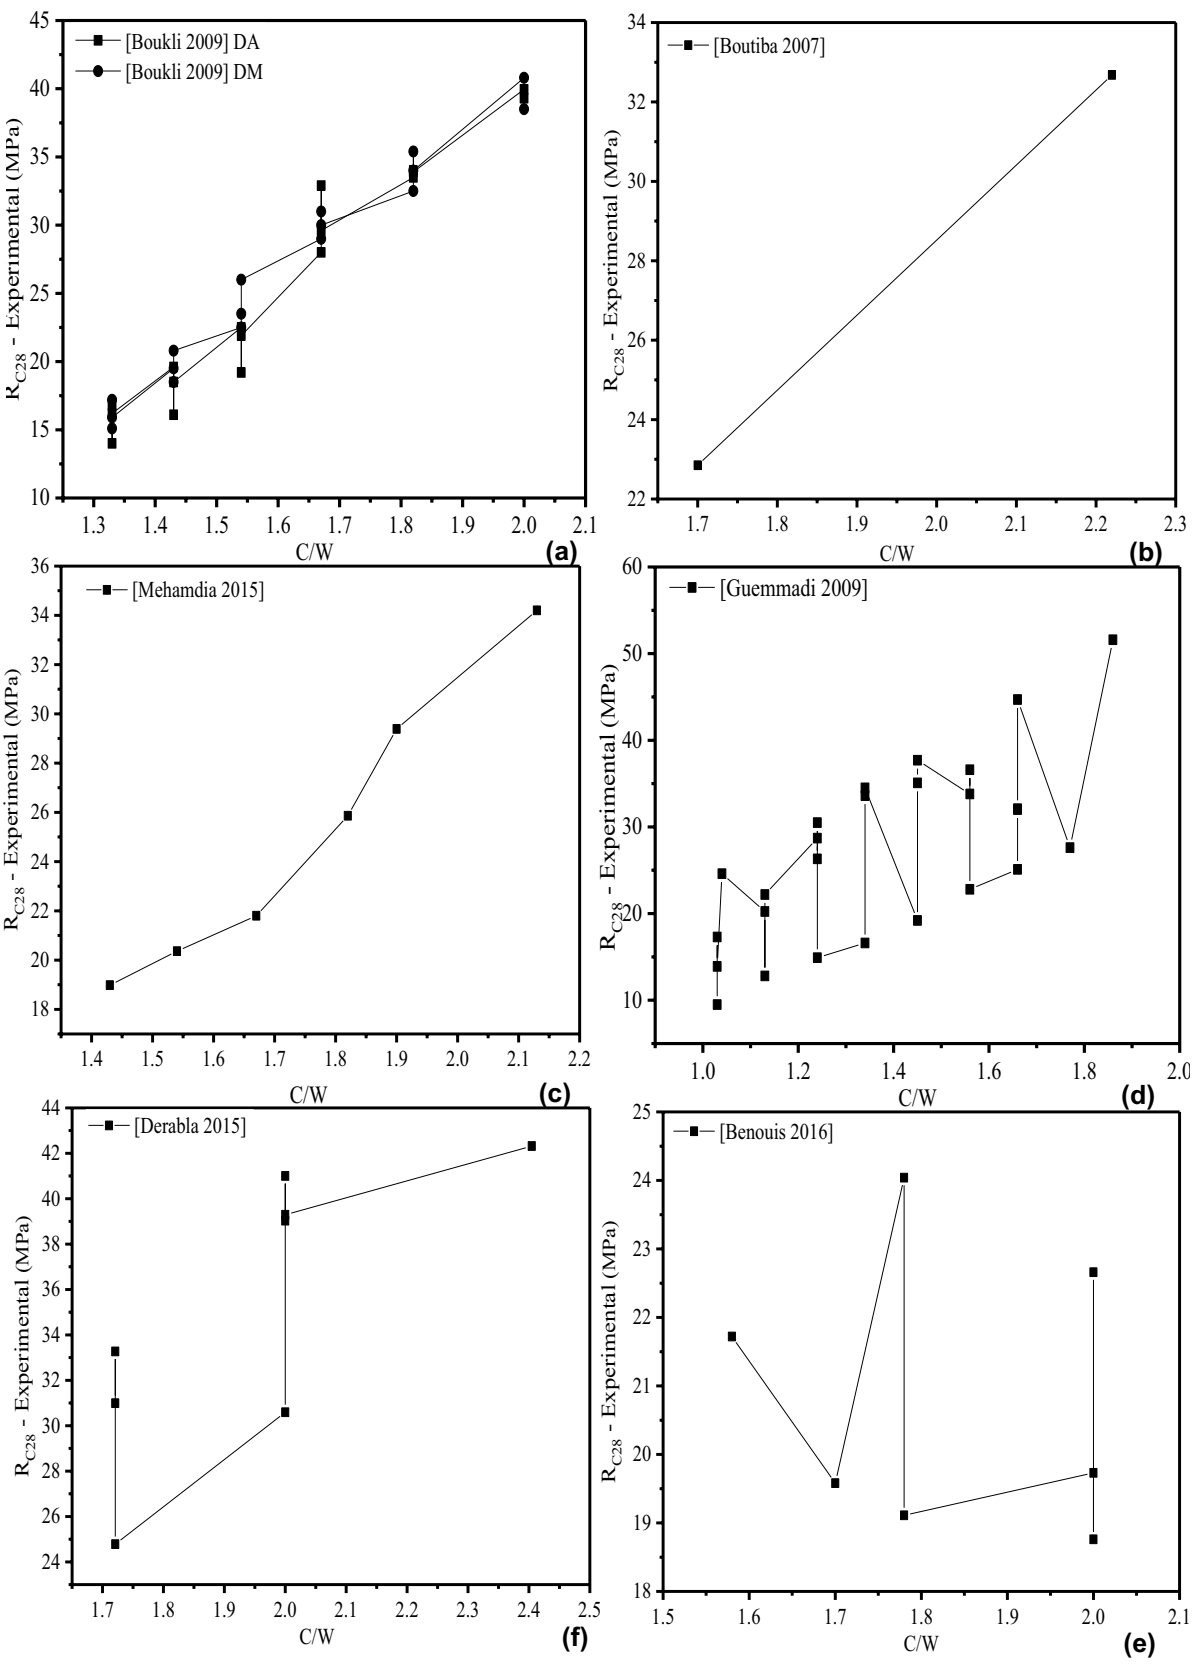 [Boukli 2009] DA
[Boukli 2009] DM
R_C28 - Experimental (MPa)
45
40
35
30
25
20
15
10
1.3 1.4 1.5 1.6 1.7 1.8 1.9 2.0 2.1
C/W
(a)
[Boutiba 2007]
R_C28 - Experimental (MPa)
34
32
30
28
26
24
22
1.7 1.8 1.9 2.0 2.1 2.2 2.3
C/W
(b)
[Mehamdia 2015]
R_C28 - Experimental (MPa)
36
34
32
30
28
26
24
22
20
18
1.4 1.5 1.6 1.7 1.8 1.9 2.0 2.1 2.2
C/W
(c)
[Guemmadi 2009]
R_C28 - Experimental (MPa)
60
50
40
30
20
10
1.0 1.2 1.4 1.6 1.8 2.0
C/W
(d)
[Derabla 2015]
R_C28 - Experimental (MPa)
44
42
40
39
36
34
33
31
30
28
26
24
1.7 1.8 1.9 2.0 2.1 2.2 2.3 2.4 2.5
C/W
(f)
[Benouis 2016]
R_C28 - Experimental (MPa)
25
24
23
22
21
20
19
18
1.5 1.6 1.7 1.8 1.9 2.0 2.1
C/W
(e)